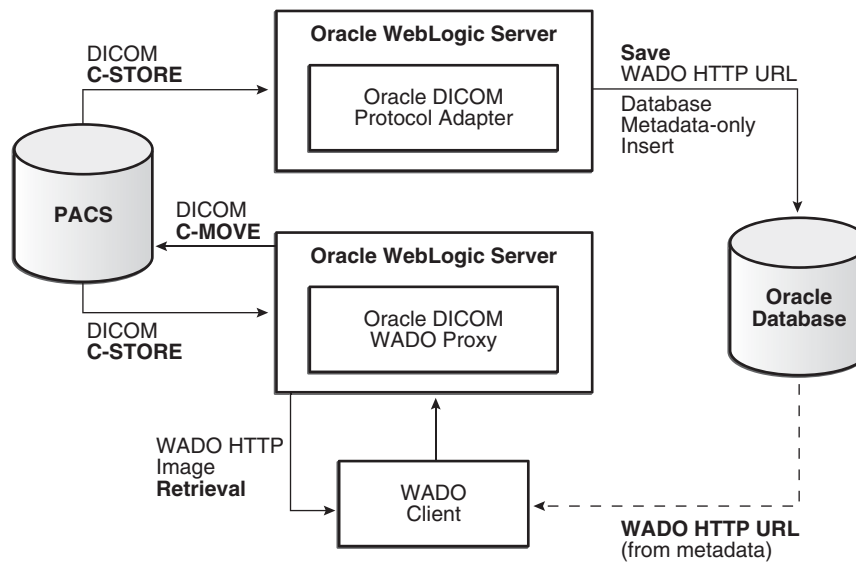 DICOM
C-STORE
Oracle WebLogic Server
Oracle DICOM
Protocol Adapter
Save
WADO HTTP URL
Database
Metadata-only
Insert
PACS
DICOM
C-MOVE
Oracle WebLogic Server
Oracle DICOM
WADO Proxy
Oracle
Database
DICOM
C-STORE
WADO HTTP
Image
Retrieval
WADO
Client
WADO HTTP URL
(from metadata)